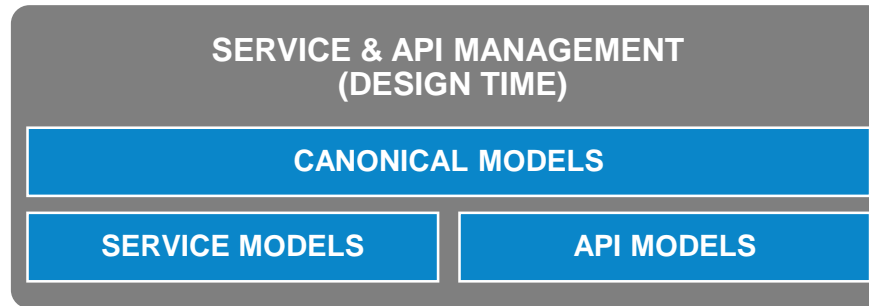 SERVICE & API MANAGEMENT
(DESIGN TIME)
CANONICAL MODELS
SERVICE MODELS
API MODELS